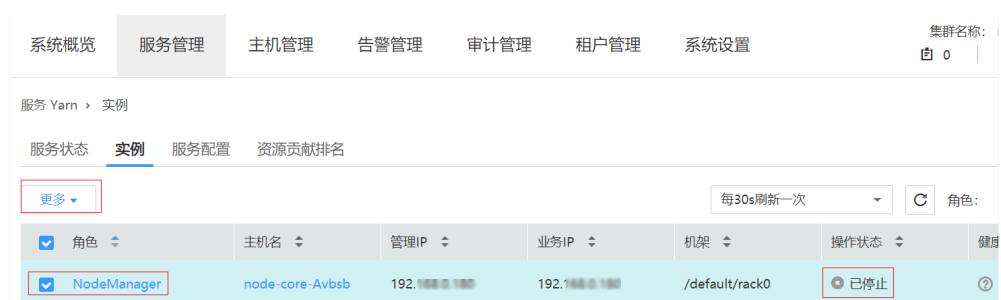 系统概览 服务管理 主机管理 告警管理 审计管理 租户管理 系统设置 集群名称:
0
服务 Yarn › 实例
服务状态 实例 服务配置 资源贡献排名
更多 每30s刷新一次 角色:
角色 主机名 管理IP 业务IP 机架 操作状态
NodeManager node-core-Avbsb 192. 192. /default/rack0 已停止